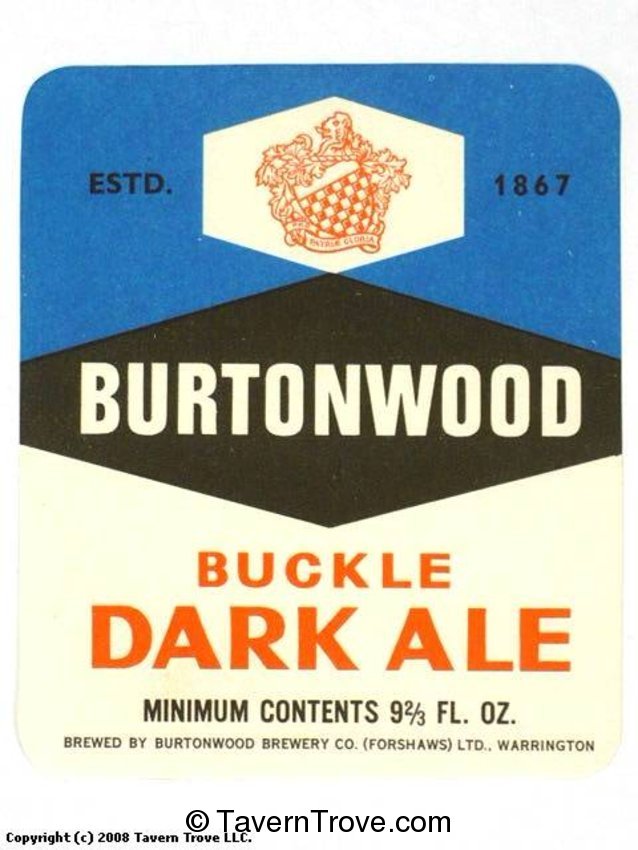 ESTD. 1867
PRO PATRIAE GLORIA
BURTONWOOD
BUCKLE
DARK ALE
MINIMUM CONTENTS 9⅔ FL. OZ.
BREWED BY BURTONWOOD BREWERY CO. (FORSHAWS) LTD., WARRINGTON
© TavernTrove.com
Copyright (c) 2008 Tavern Trove LLC.